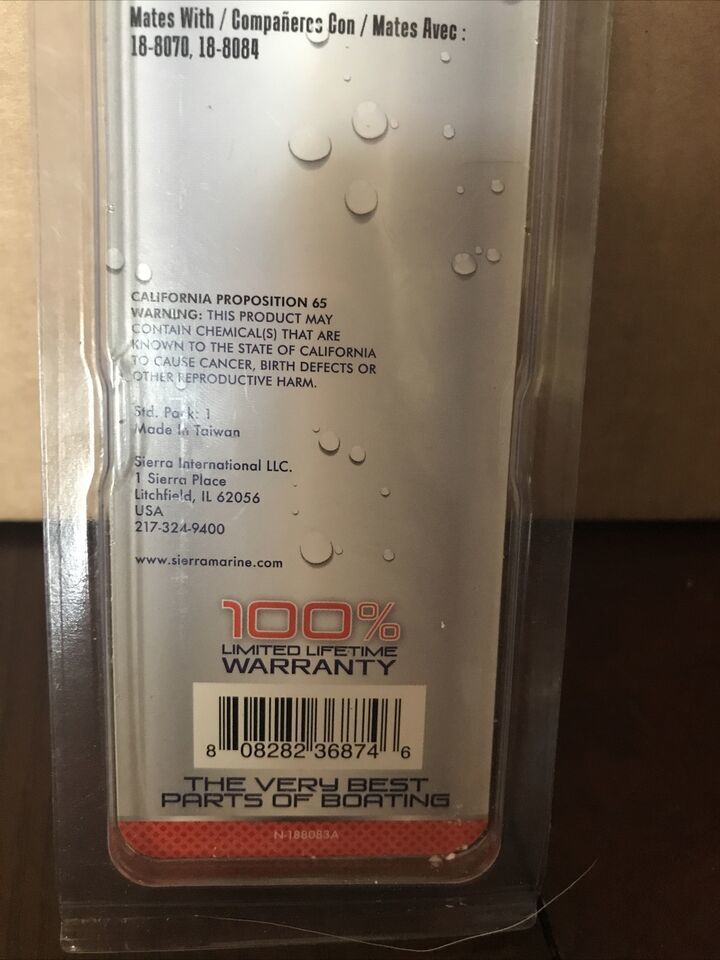 Mates With / Compañeros Con / Mates Avec :
18-8070, 18-8084
CALIFORNIA PROPOSITION 65
WARNING: THIS PRODUCT MAY
CONTAIN CHEMICAL(S) THAT ARE
KNOWN TO THE STATE OF CALIFORNIA
TO CAUSE CANCER, BIRTH DEFECTS OR
OTHER REPRODUCTIVE HARM.
Std. Pack: 1
Made In Taiwan
Sierra International LLC.
1 Sierra Place
Litchfield, IL 62056
USA
217-324-9400
www.sierramarine.com
100%
LIMITED LIFETIME
WARRANTY
8 08282 36874 6
THE VERY BEST
PARTS OF BOATING
N-188083A